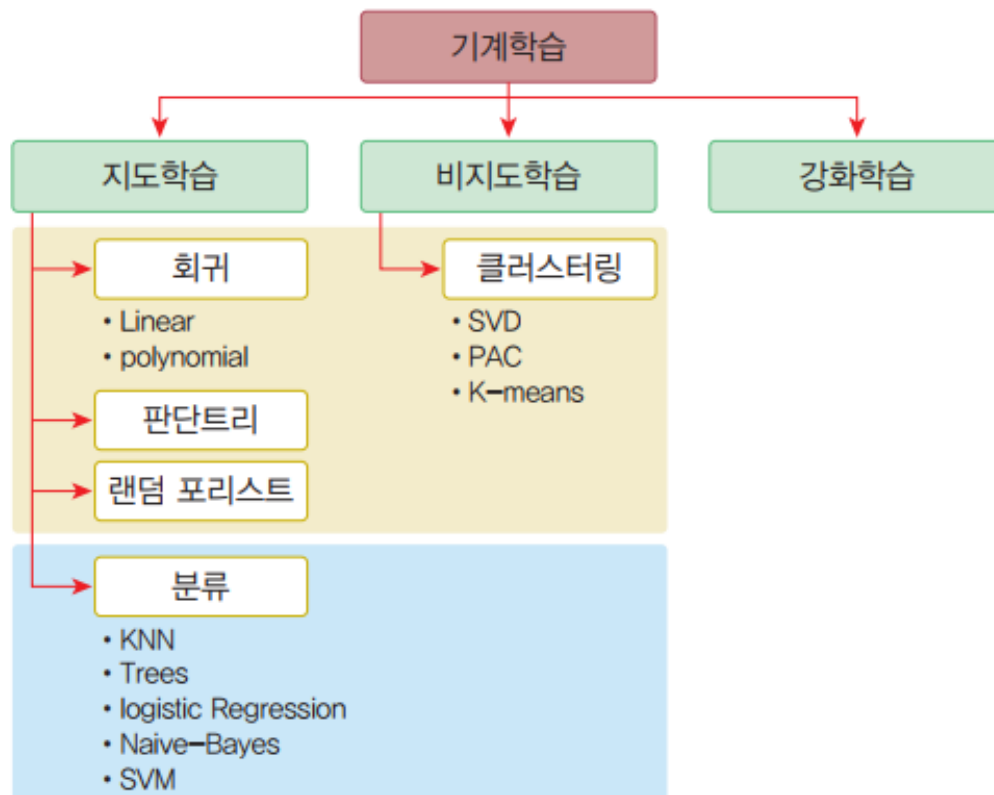 기계학습
지도학습
비지도학습
강화학습
회귀
• Linear
• polynomial
판단트리
랜덤 포리스트
분류
• KNN
• Trees
• logistic Regression
• Naive-Bayes
• SVM
클러스터링
• SVD
• PAC
• K-means